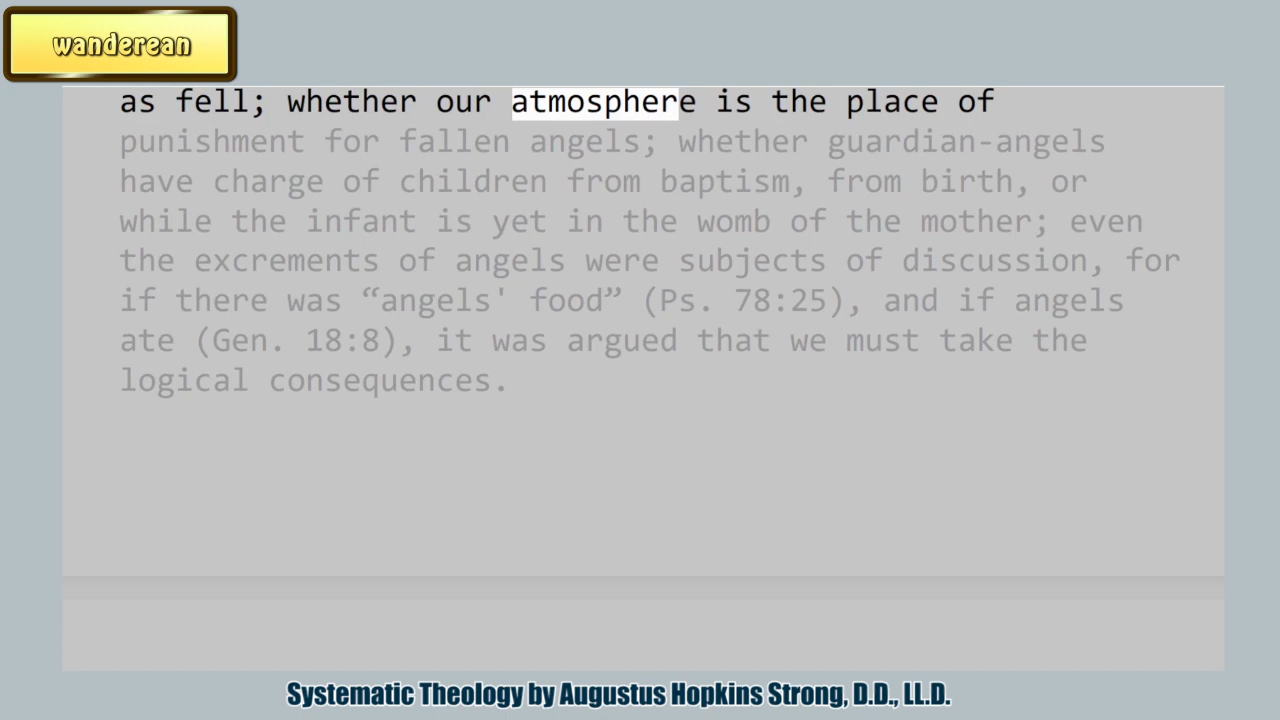 wanderean
as fell; whether our atmosphere is the place of
punishment for fallen angels; whether guardian-angels
have charge of children from baptism, from birth, or
while the infant is yet in the womb of the mother; even
the excrements of angels were subjects of discussion, for
if there was “angels' food” (Ps. 78:25), and if angels
ate (Gen. 18:8), it was argued that we must take the
logical consequences.
Systematic Theology by Augustus Hopkins Strong, D.D., LL.D.